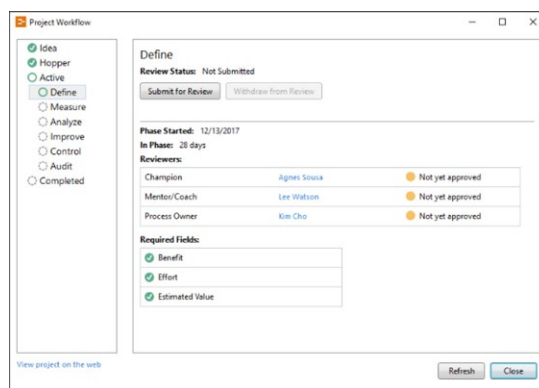 Project Workflow
Idea
Hopper
Active
Define
Measure
Analyze
Improve
Control
Audit
Completed
View project on the web
Define
Review Status: Not Submitted
Submit for Review Withdraw from Review
Phase Started: 12/13/2017
In Phase: 28 days
Reviewers:
Champion Agnes Sousa Not yet approved
Mentor/Coach Lee Watson Not yet approved
Process Owner Kim Cho Not yet approved
Required Fields:
Benefit
Effort
Estimated Value
Refresh Close